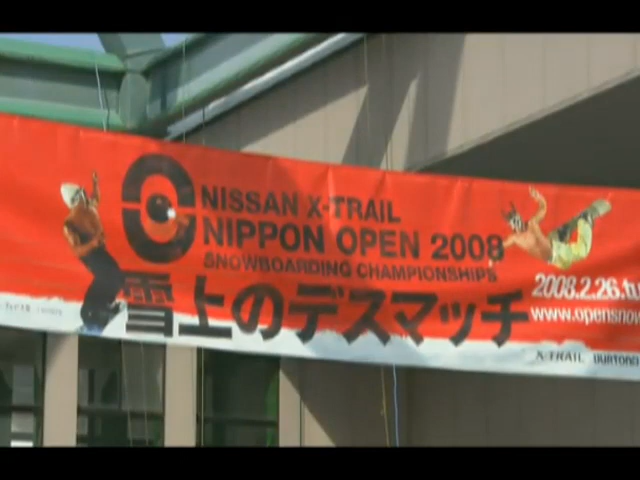 NISSAN X-TRAIL
NIPPON OPEN 2008
SNOWBOARDING CHAMPIONSHIPS
雪上のデスマッチ
2008.2.26.tu
www.opensnow
X-TRAIL BURTON